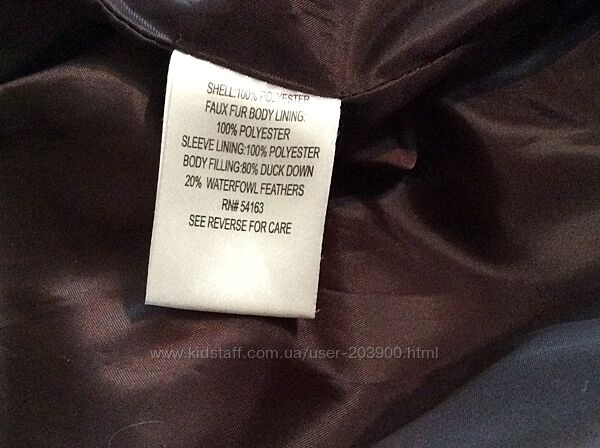 SHELL:100% POLYESTER
FAUX FUR BODY LINING:
100% POLYESTER
SLEEVE LINING:100% POLYESTER
BODY FILLING:80% DUCK DOWN
20% WATERFOWL FEATHERS
RN# 54163
SEE REVERSE FOR CARE
www.kidstaff.com.ua/user-203900.html